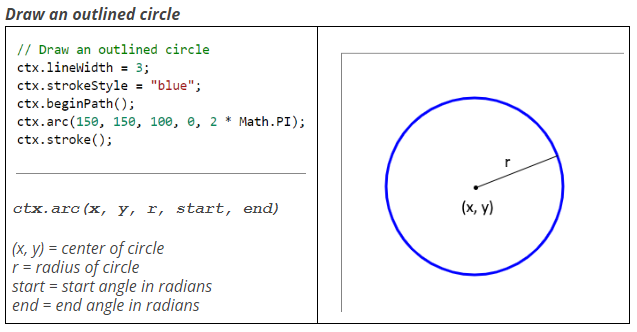 Draw an outlined circle
// Draw an outlined circle
ctx.lineWidth = 3;
ctx.strokeStyle = "blue";
ctx.beginPath();
ctx.arc(150, 150, 100, 0, 2 * Math.PI);
ctx.stroke();
ctx.arc(x, y, r, start, end)
(x, y) = center of circle
r = radius of circle
start = start angle in radians
end = end angle in radians
r
(x, y)